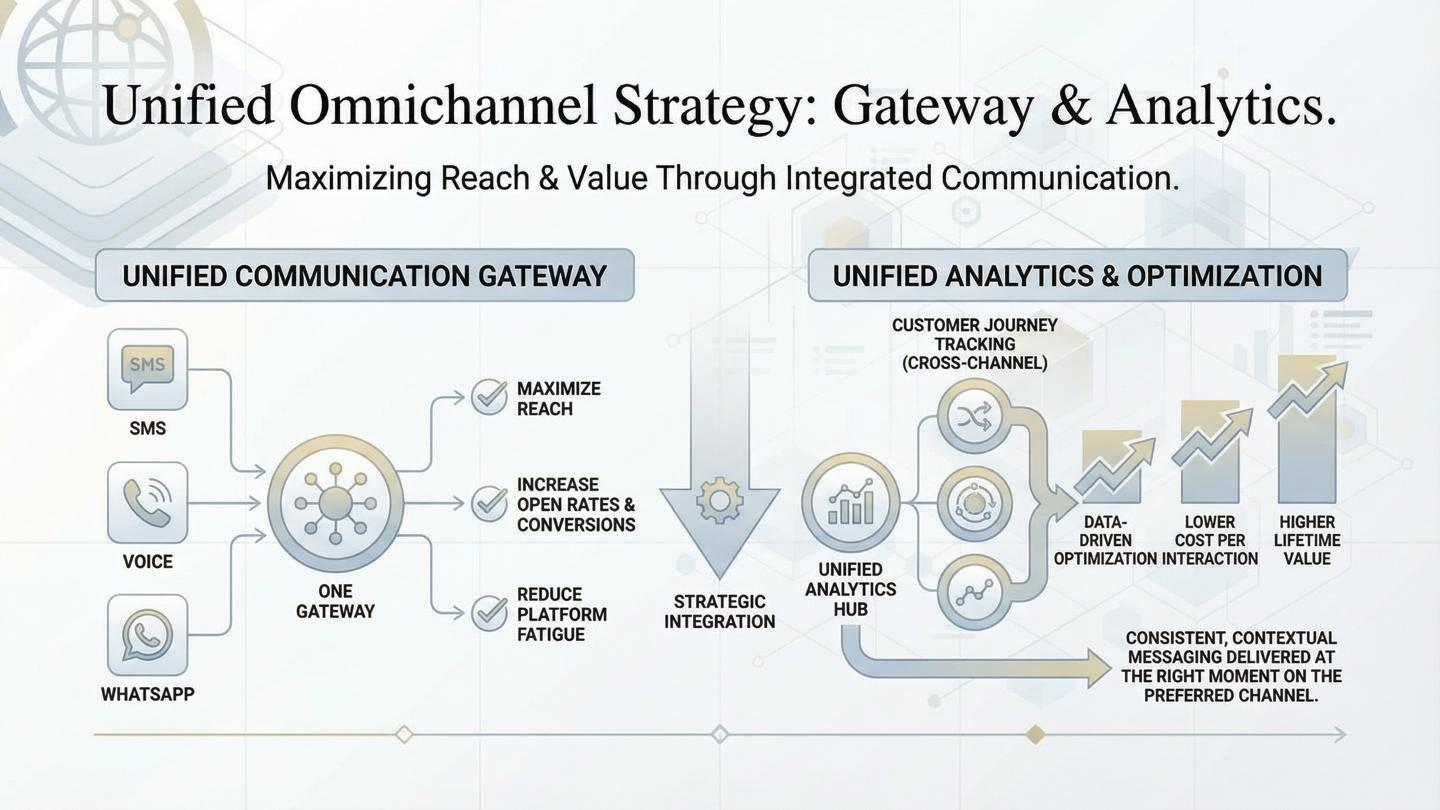 Unified Omnichannel Strategy: Gateway & Analytics.
Maximizing Reach & Value Through Integrated Communication.
UNIFIED COMMUNICATION GATEWAY
SMS
SMS
VOICE
WHATSAPP
ONE
GATEWAY
MAXIMIZE
REACH
INCREASE
OPEN RATES &
CONVERSIONS
REDUCE
PLATFORM
FATIGUE
STRATEGIC
INTEGRATION
UNIFIED ANALYTICS & OPTIMIZATION
CUSTOMER JOURNEY
TRACKING
(CROSS-CHANNEL)
UNIFIED
ANALYTICS
HUB
DATA-
DRIVEN
OPTIMIZATION
LOWER
COST PER
INTERACTION
HIGHER
LIFETIME
VALUE
CONSISTENT, CONTEXTUAL
MESSAGING DELIVERED AT
THE RIGHT MOMENT ON THE
PREFERRED CHANNEL.